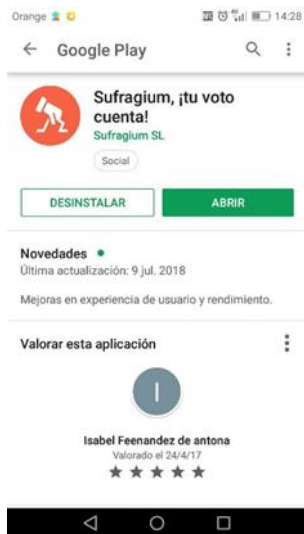 Orange
14:28
Google Play
Sufragium, ¡tu voto
cuenta!
Sufragium SL
Social
DESINSTALAR
ABRIR
Novedades
Última actualización: 9 jul. 2018
Mejoras en experiencia de usuario y rendimiento.
Valorar esta aplicación
I
Isabel Feenandez de antona
Valorado el 24/4/17